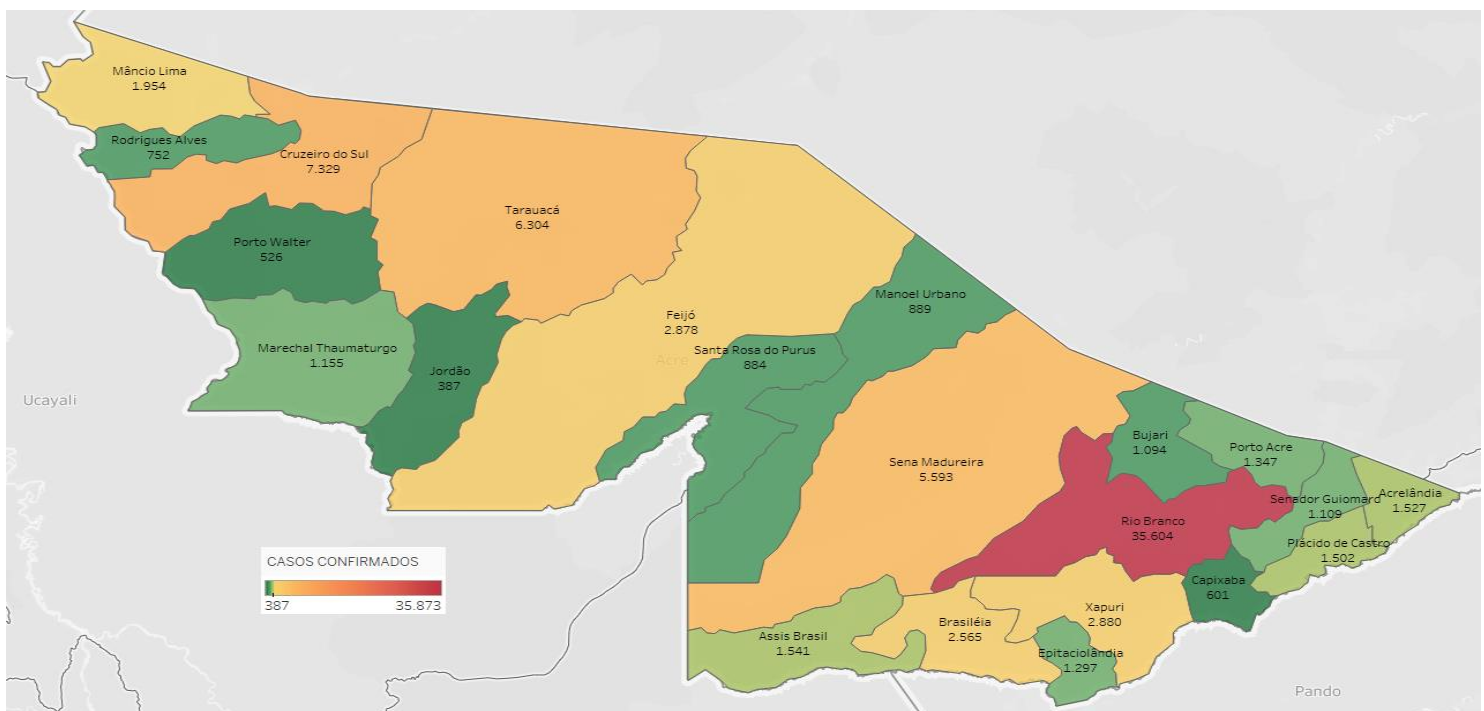 Mâncio Lima
1.954
Rodrigues Alves
752
Cruzeiro do Sul
7.329
Tarauacá
6.304
Porto Walter
526
Manoel Urbano
889
Feijó
2.878
Marechal Thaumaturgo
1.155
Santa Rosa do Purus
884
Acre
Jordão
387
Ucayali
Bujari
1.094
Porto Acre
1.347
Sena Madureira
5.593
Senador Guiomard
1.109
Acrelândia
1.527
Rio Branco
35.604
Plácido de Castro
1.502
CASOS CONFIRMADOS
387
35.873
Capixaba
601
Xapuri
2.880
Brasiléia
2.565
Assis Brasil
1.541
Epitaciolândia
1.297
Pando